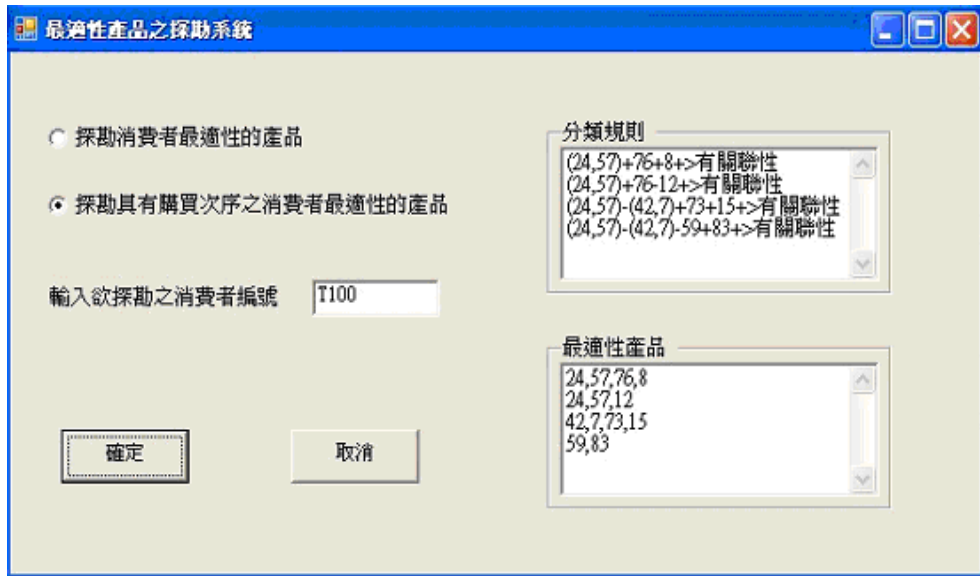 最適性產品之探勘系統
探勘消費者最適性的產品
探勘具有購買次序之消費者最適性的產品
輸入欲探勘之消費者編號
T100
確定
取消
分類規則
(24,57)+76+8+>有關聯性
(24,57)+76-12+>有關聯性
(24,57)-(42,7)+73+15+>有關聯性
(24,57)-(42,7)-59+83+>有關聯性
最適性產品
24,57,76,8
24,57,12
42,7,73,15
59,83